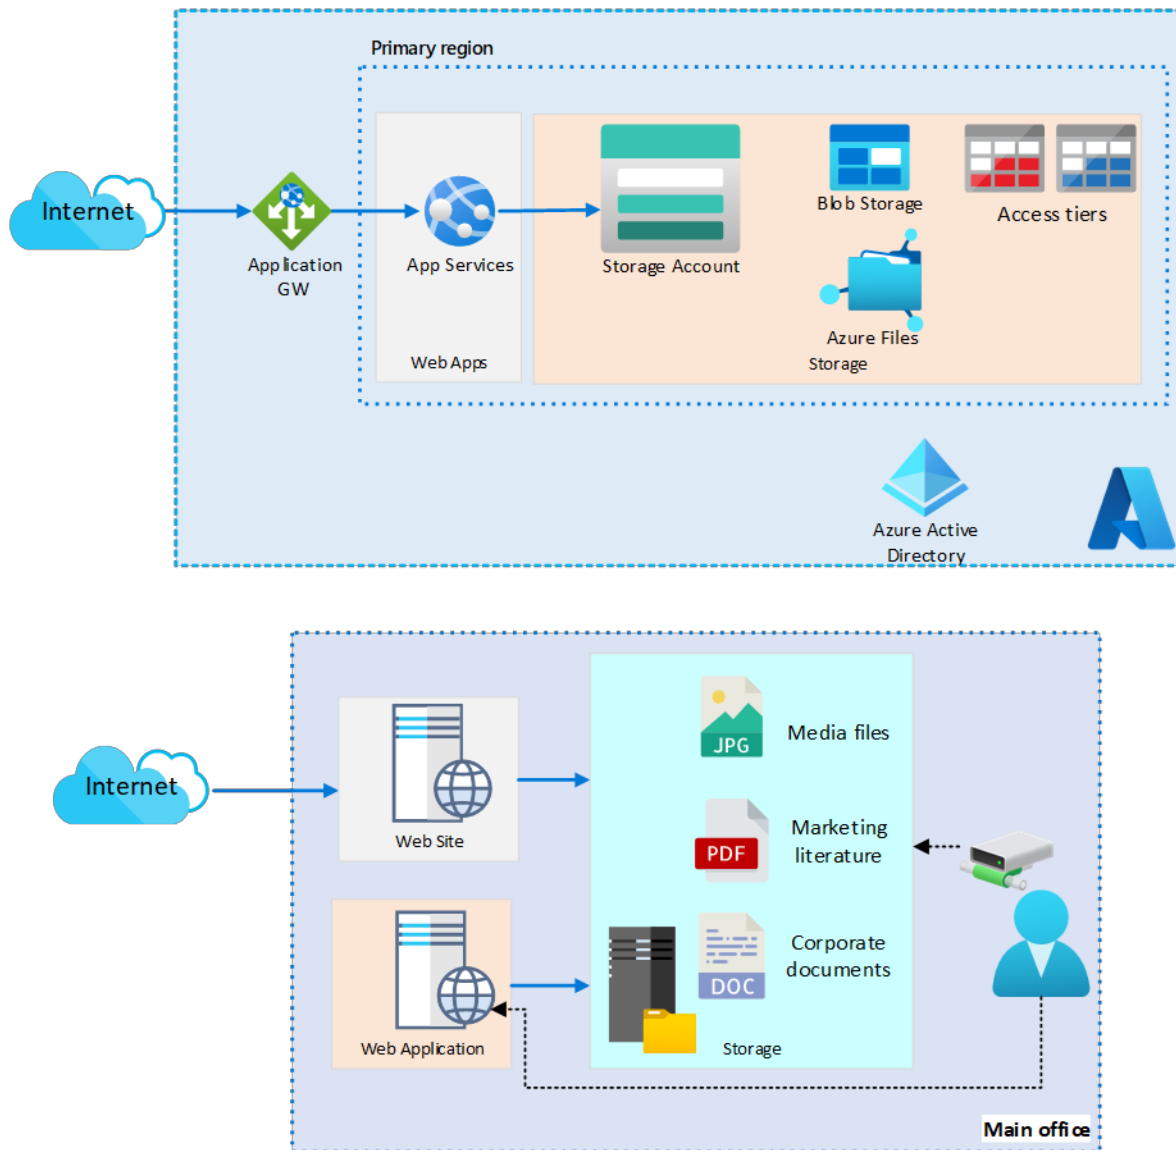 Primary region
Internet
Application
GW
App Services
Web Apps
Storage Account
Blob Storage
Access tiers
Azure Files
Storage
Azure Active
Directory
Internet
Web Site
Web Application
JPG
Media files
PDF
Marketing
literature
DOC
Corporate
documents
Storage
Main office